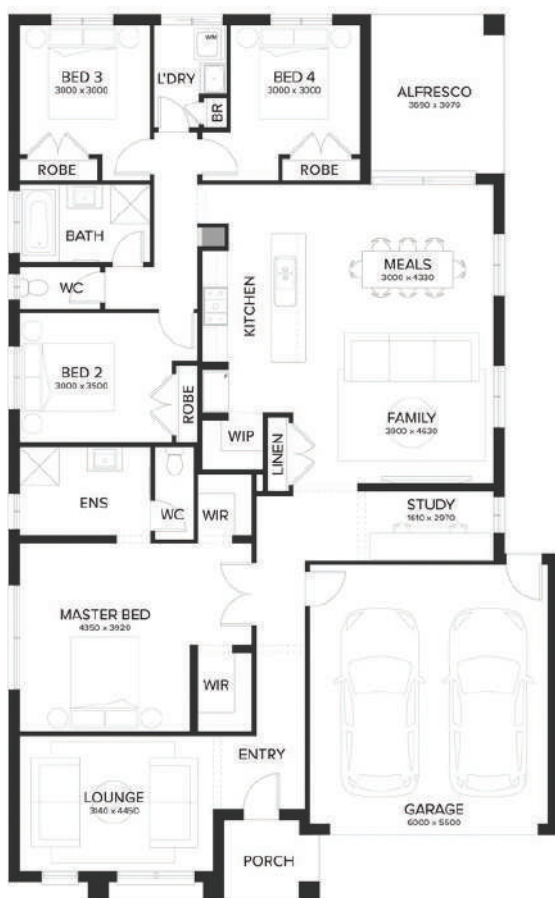 WM
BED 3
3000 x 3000
L'DRY
BED 4
3000 x 3000
BR
ALFRESCO
ROBE
ROBE
BATH
WC
KITCHEN
MEALS
3000 x 4330
BED 2
3000 x 3500
ROBE
WIP
LINEN
FAMILY
3900 x 4630
ENS
WC
WIR
STUDY
1610 x 2970
MASTER BED
4350 x 3920
WIR
ENTRY
LOUNGE
3140 x 4450
GARAGE
6000 x 5500
PORCH